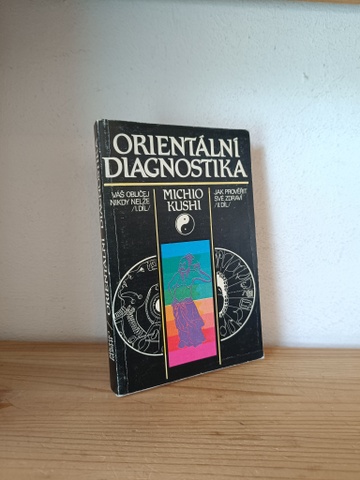 ORIENTÁLNÍ
DIAGNOSTIKA
VÁŠ OBLIČEJ
NIKDY NELŽE
/I.DÍL/
MICHIO
KUSHI
JAK PROVĚŘIT
SVÉ ZDRAVÍ
/II.DÍL/
ORIENTÁLNÍ